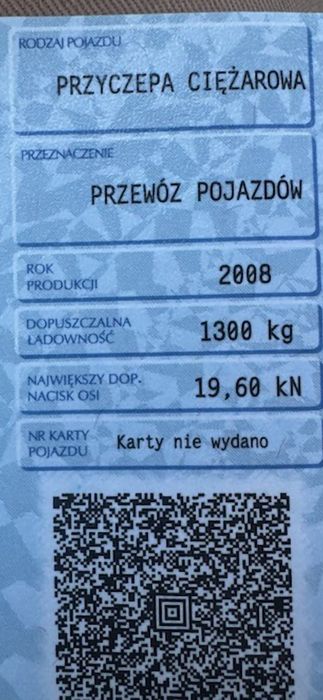 RODZAJ POJAZDU
PRZYCZEPA CIĘŻAROWA
PRZEZNACZENIE
PRZEWÓZ POJAZDÓW
ROK
PRODUKCJI
2008
DOPUSZCZALNA
ŁADOWNOŚĆ
1300 kg
NAJWIĘKSZY DOP.
NACISK OSI
19,60 kN
NR KARTY
POJAZDU
Karty nie wydano